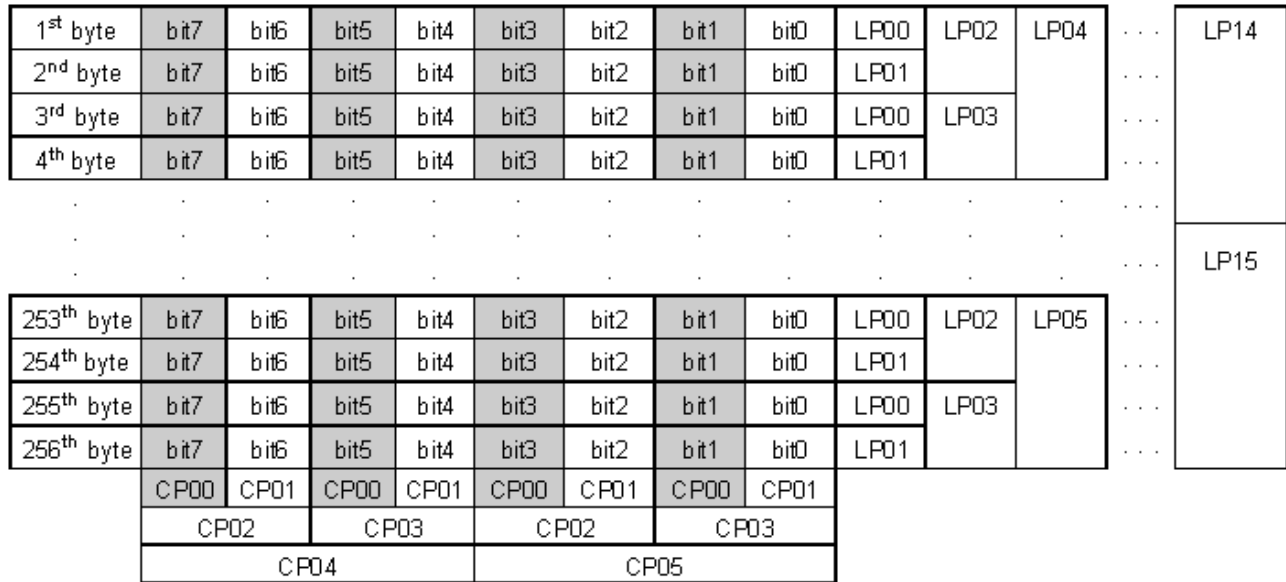 1st byte bit7 bit6 bit5 bit4 bit3 bit2 bit1 bit0 LP00 LP02 LP04 . . . LP14
2nd byte bit7 bit6 bit5 bit4 bit3 bit2 bit1 bit0 LP01 . . .
3rd byte bit7 bit6 bit5 bit4 bit3 bit2 bit1 bit0 LP00 LP03 . . .
4th byte bit7 bit6 bit5 bit4 bit3 bit2 bit1 bit0 LP01 . . .
. . . . . . . . . . . . . . .
. . . . . . . . . . . . . . . LP15
. . . . . . . . . . . . . . .
253th byte bit7 bit6 bit5 bit4 bit3 bit2 bit1 bit0 LP00 LP02 LP05 . . .
254th byte bit7 bit6 bit5 bit4 bit3 bit2 bit1 bit0 LP01 . . .
255th byte bit7 bit6 bit5 bit4 bit3 bit2 bit1 bit0 LP00 LP03 . . .
256th byte bit7 bit6 bit5 bit4 bit3 bit2 bit1 bit0 LP01 . . .
CP00 CP01 CP00 CP01 CP00 CP01 CP00 CP01
CP02 CP03 CP02 CP03
CP04 CP05